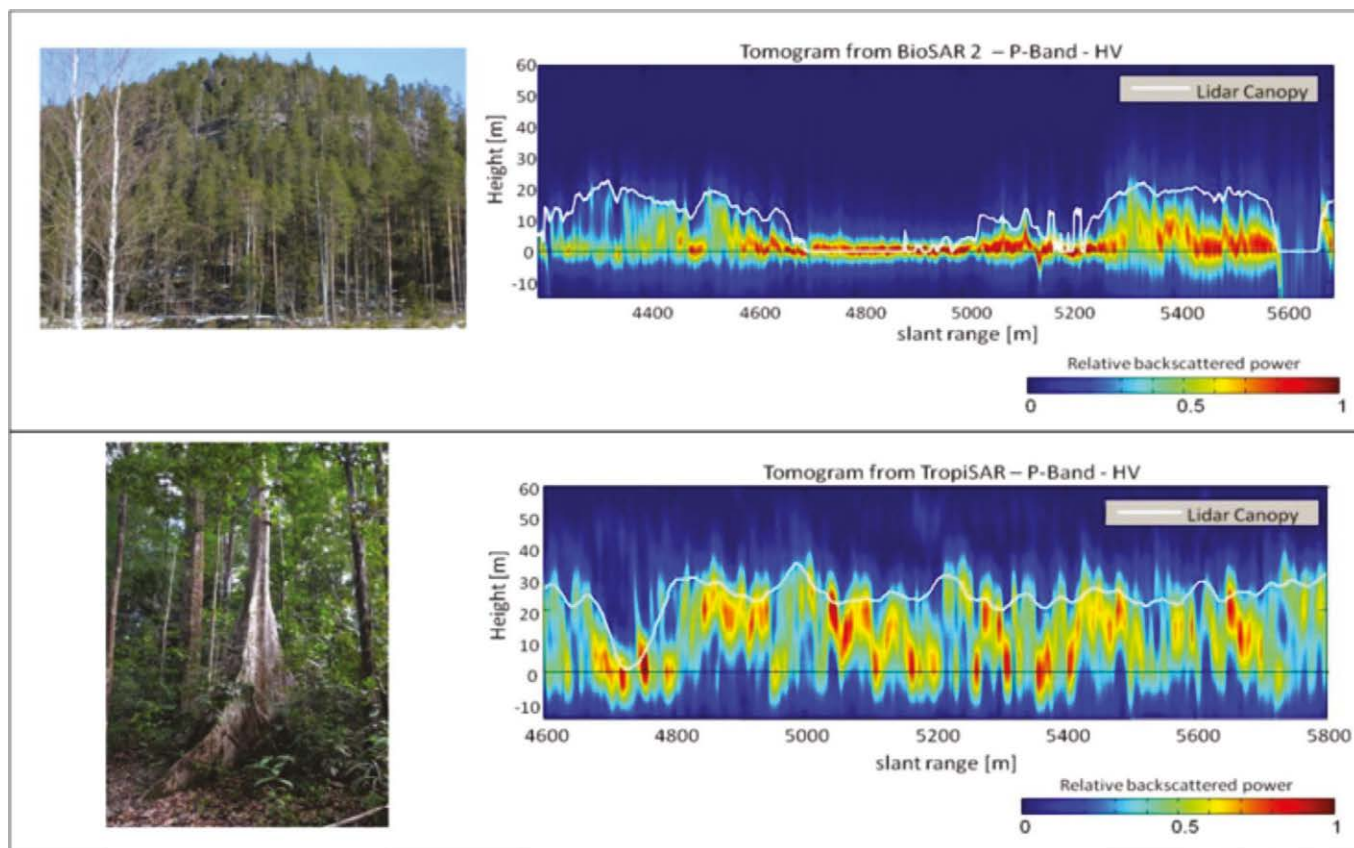 Tomogram from BioSAR 2 – P-Band - HV
60
50
40
30
20
10
0
-10
Height [m]
Lidar Canopy
4400 4600 4800 5000 5200 5400 5600
slant range [m]
Relative backscattered power
0 0.5 1
Tomogram from TropiSAR – P-Band - HV
60
50
40
30
20
10
0
-10
Height [m]
Lidar Canopy
4600 4800 5000 5200 5400 5600 5800
slant range [m]
Relative backscattered power
0 0.5 1